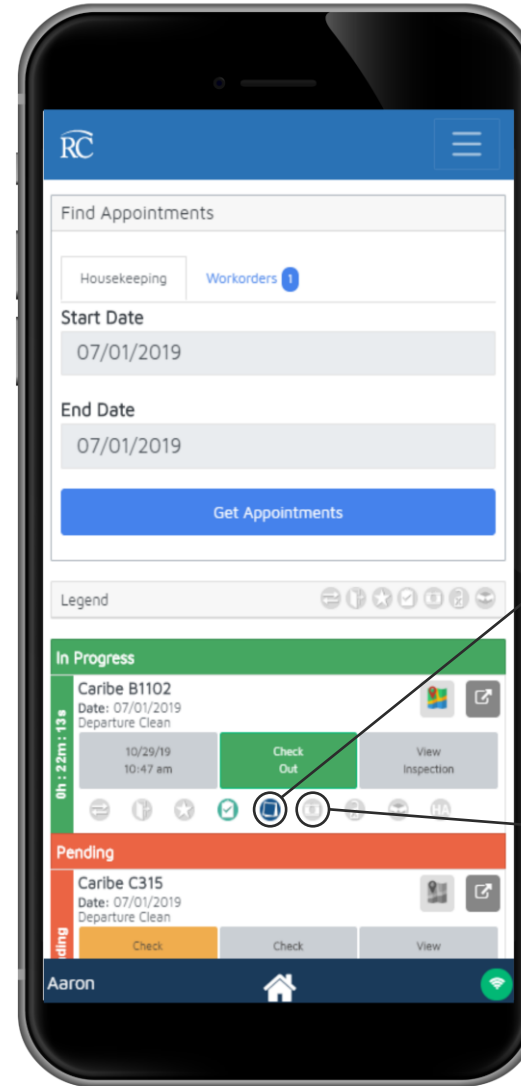 RC
Find Appointments
Housekeeping Workorders 1
Start Date
07/01/2019
End Date
07/01/2019
Get Appointments
Legend
In Progress
0h : 22m : 13s
Caribe B1102
Date: 07/01/2019
Departure Clean
10/29/19
10:47 am
Check
Out
View
Inspection
HA
Pending
Caribe C315
Date: 07/01/2019
Departure Clean
Check Check View
Aaron